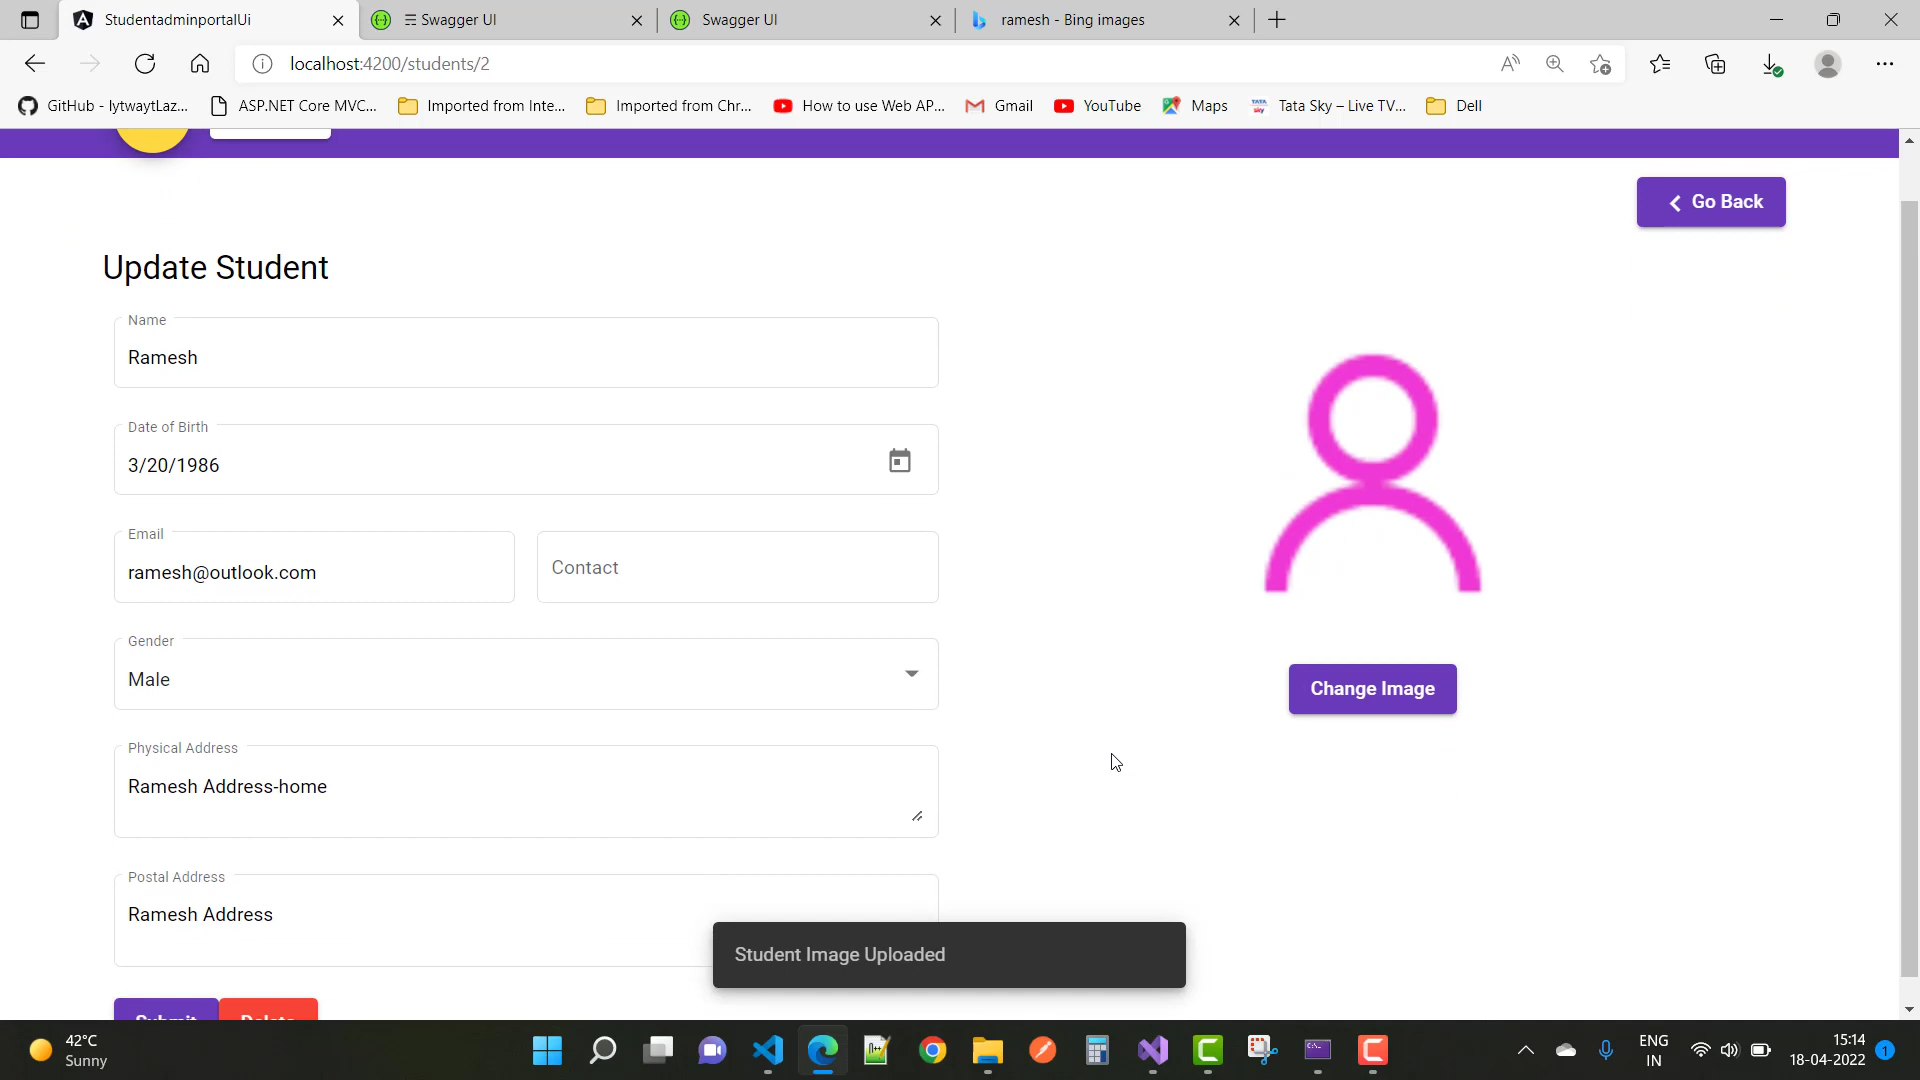 StudentadminportalUi
☰ Swagger UI
Swagger UI
ramesh - Bing images
localhost:4200/students/2
GitHub - lytwaytLaz...
ASP.NET Core MVC...
Imported from Inte...
Imported from Chr...
How to use Web AP...
Gmail
YouTube
Maps
Tata Sky – Live TV...
Dell
Go Back
Update Student
Name
Ramesh
Date of Birth
3/20/1986
Email
ramesh@outlook.com
Contact
Gender
Male
Change Image
Physical Address
Ramesh Address-home
Postal Address
Ramesh Address
Student Image Uploaded
Submit
Delete
42°C
Sunny
ENG
IN
15:14
18-04-2022
1